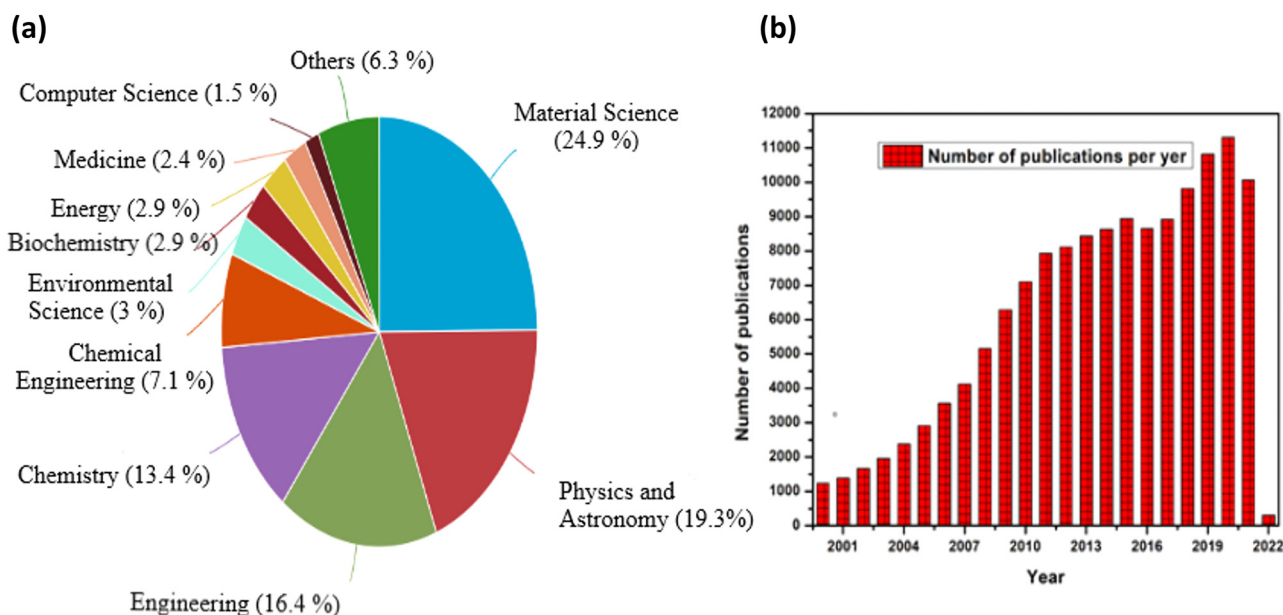 (a)
Others (6.3 %)
Computer Science (1.5 %)
Medicine (2.4 %)
Energy (2.9 %)
Biochemistry (2.9 %)
Environmental
Science (3 %)
Chemical
Engineering (7.1 %)
Chemistry (13.4 %)
Engineering (16.4 %)
Material Science
(24.9 %)
Physics and
Astronomy (19.3%)
(b)
Number of publications per yer
Number of publications
12000
11000
10000
9000
8000
7000
6000
5000
4000
3000
2000
1000
0
2001
2004
2007
2010
2013
2016
2019
2022
Year